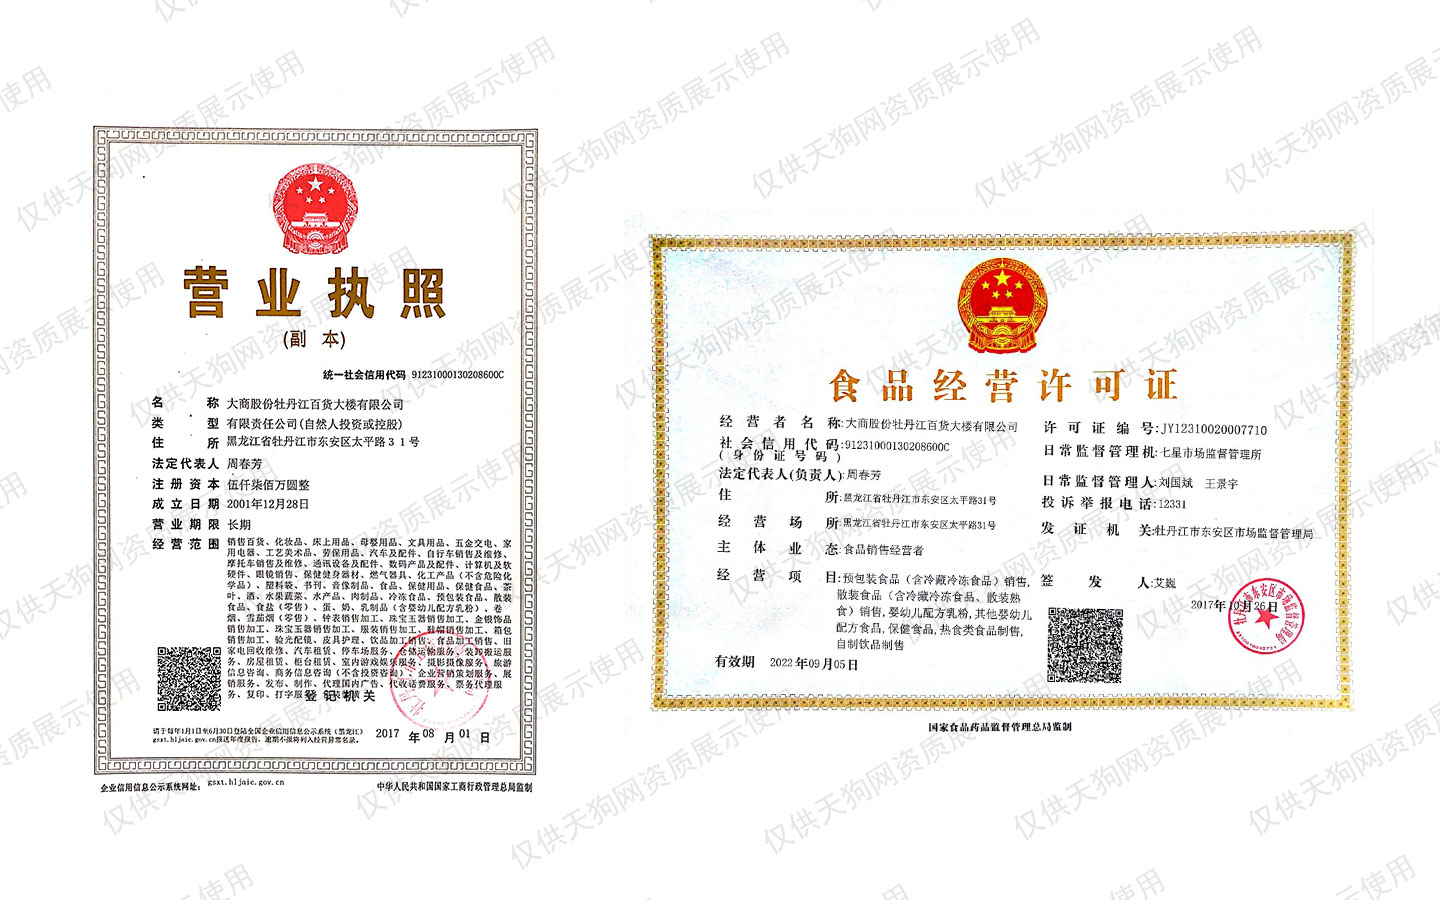 营业执照
(副 本)
统一社会信用代码 91231000130208600C
名 称 大商股份牡丹江百货大楼有限公司
类 型 有限责任公司(自然人投资或控股)
住 所 黑龙江省牡丹江市东安区太平路31号
法定代表人 周春芳
注册资本 伍仟柒佰万圆整
成立日期 2001年12月28日
营业期限 长期
经营范围 销售百货、化妆品、床上用品、母婴用品、文具用品、五金交电、家
用电器、工艺美术品、劳保用品、汽车及配件、自行车销售及维修、
摩托车销售及维修、通讯设备及配件、数码产品及配件、计算机及软
硬件、眼镜销售、保健健身器材、燃气器具、化工产品（不含危险化
学品）、塑料袋、书刊、音像制品、食品、保健用品、保健食品、茶
叶、酒、水果蔬菜、水产品、肉制品、冷冻食品、预包装食品、散装
食品、食盐（零售）、蛋、奶、乳制品（含婴幼儿配方乳粉）、卷
烟、雪茄烟（零售）、钟表销售加工、珠宝玉器销售加工、金银饰品
销售加工、珠宝玉器销售加工、服装销售加工、鞋帽销售加工、箱包
销售加工、验光配镜、皮具护理、饮品加工销售、食品加工销售、旧
家电回收维修、汽车租赁、停车场服务、仓储运输服务、装卸搬运服
务、房屋租赁、柜台租赁、室内游戏娱乐服务、摄影摄像服务、旅游
信息咨询、商务信息咨询（不含投资咨询）、企业营销策划服务、展
销服务、发布、制作、代理国内广告、代收话费服务、票务代理服
务、复印、打字服
登记机关
2017 年 08 月 01 日
请于每年1月1日至6月30日登陆全国企业信用信息公示系统（黑龙江）
gsxt.hljaic.gov.cn报送年度报告，逾期不报将列入经营异常名录。
企业信用信息公示系统网址： gsxt.hljaic.gov.cn
中华人民共和国国家工商行政管理总局监制
食品经营许可证
经营者名称:大商股份牡丹江百货大楼有限公司
社会信用代码:91231000130208600C
(身份证号码)
法定代表人(负责人):周春芳
住 所:黑龙江省牡丹江市东安区太平路31号
经营场所:黑龙江省牡丹江市东安区太平路31号
主体业态:食品销售经营者
经营项目:预包装食品（含冷藏冷冻食品）销售,
散装食品（含冷藏冷冻食品、散装熟
食）销售,婴幼儿配方乳粉,其他婴幼儿
配方食品,保健食品,热食类食品制售,
自制饮品制售
有效期 2022年09月05日
许可证编号:JY12310020007710
日常监督管理机:七星市场监督管理所
日常监督管理人:刘国斌 王景宇
投诉举报电话:12331
发证机关:牡丹江市东安区市场监督管理局
签发人:艾巍
2017年10月26日
牡丹江市东安区市场监督管理局
国家食品药品监督管理总局监制
仅供天狗网资质展示使用